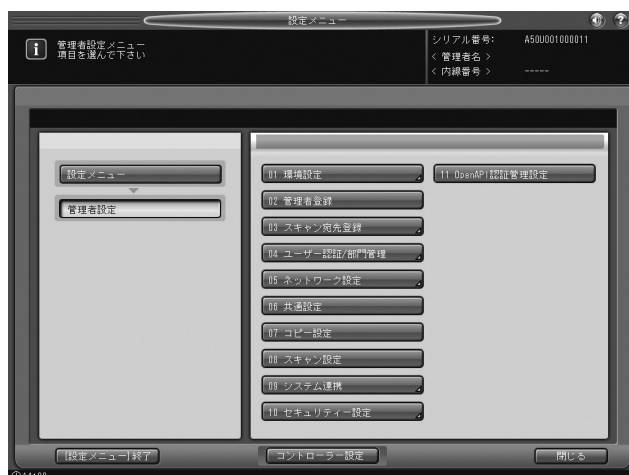 設定メニュー
管理者設定メニュー
項目を選んで下さい
シリアル番号: A50U001000011
< 管理者名 >
< 内線番号 > -----
設定メニュー
管理者設定
01 環境設定
02 管理者登録
03 スキャン宛先登録
04 ユーザー認証/部門管理
05 ネットワーク設定
06 共通設定
07 コピー設定
08 スキャン設定
09 システム連携
10 セキュリティー設定
11 OpenAPI認証管理設定
[設定メニュー]終了
コントローラー設定
閉じる